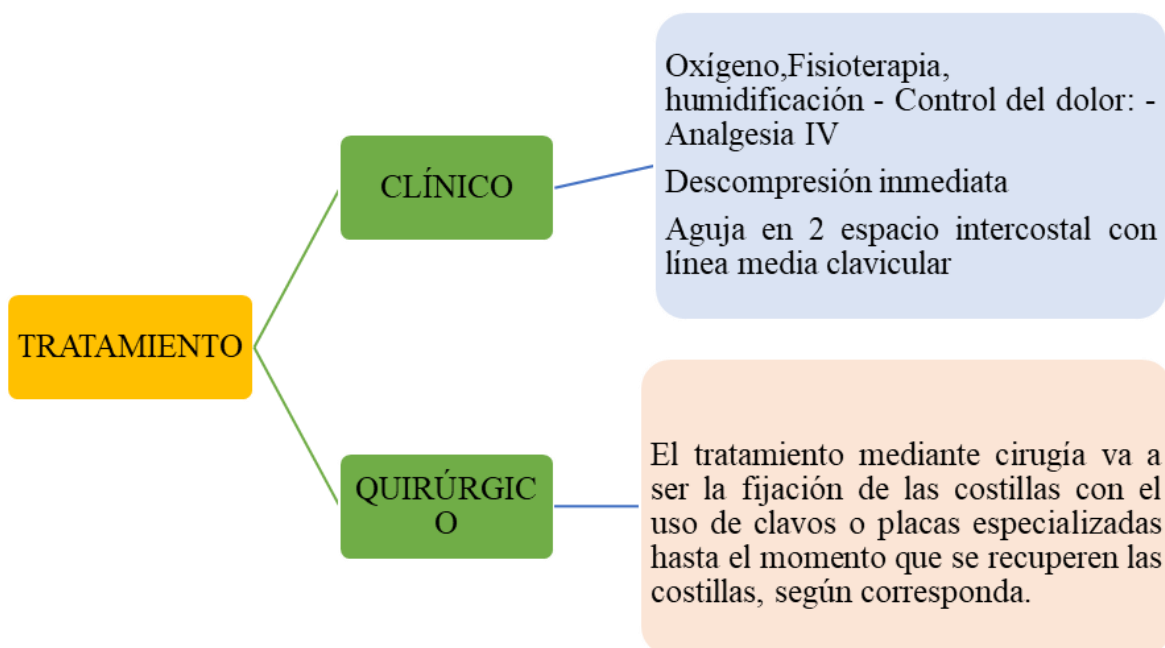 TRATAMIENTO
CLÍNICO
Oxígeno,Fisioterapia,
humidificación - Control del dolor: -
Analgesia IV
Descompresión inmediata
Aguja en 2 espacio intercostal con
línea media clavicular
QUIRÚRGIC
O
El tratamiento mediante cirugía va a
ser la fijación de las costillas con el
uso de clavos o placas especializadas
hasta el momento que se recuperen las
costillas, según corresponda.